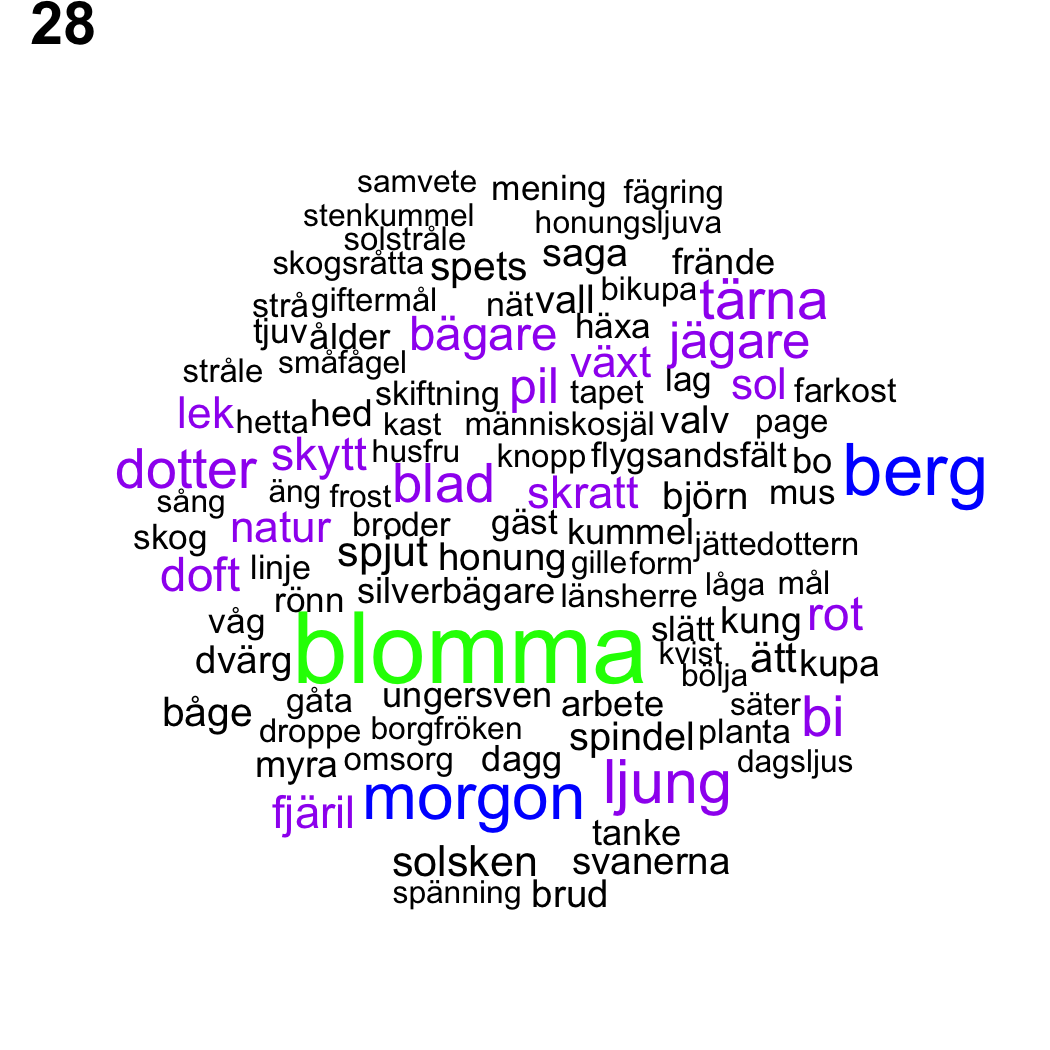 28
samvete mening fägring
stenkummel honungsljuva
solstråle saga frände
skogsråtta spets
strå giftermål nät vall bikupa tärna
tjuv ålder bägare häxa jägare
stråle småfågel växt
skiftning pil tapet lag sol farkost
lek hetta hed kast människosjäl valv page
dotter skytt husfru knopp flygsandsfält bo berg
sång äng frost blad skratt björn mus
skog natur broder gäst kummel jättedottern
doft linje spjut honung gille form
rönn silverbägare länsherre låga mål
våg blomma slätt kung rot
dvärg kvist ätt kupa
bölja
båge gåta ungersven arbete säter bi
droppe borgfröken spindel planta
myra omsorg dagg dagsljus
fjäril morgon ljung
tanke
solsken svanerna
spänning brud